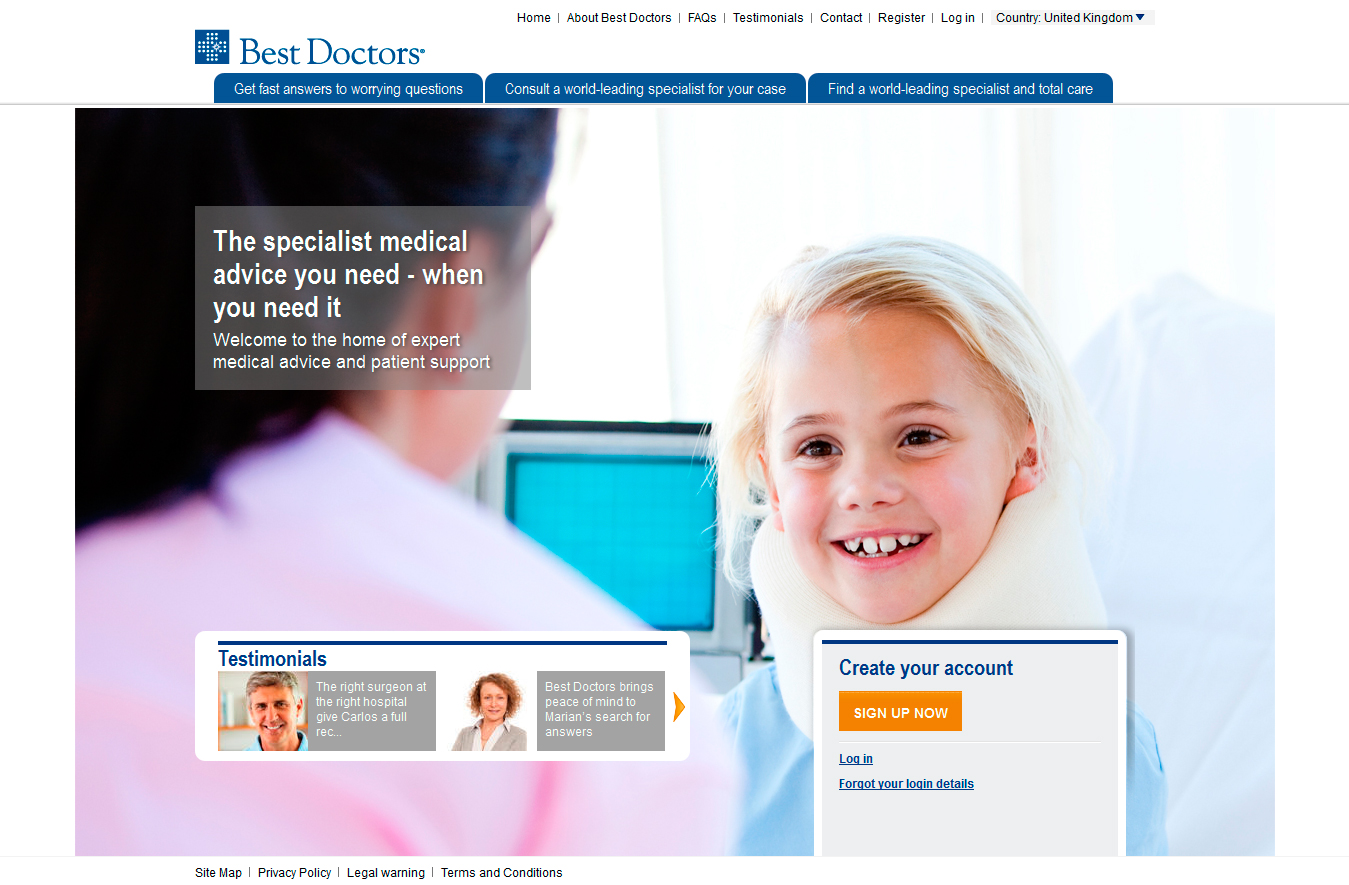 Home | About Best Doctors | FAQs | Testimonials | Contact | Register | Log in | Country: United Kingdom
Best Doctors®
Get fast answers to worrying questions
Consult a world-leading specialist for your case
Find a world-leading specialist and total care
The specialist medical
advice you need - when
you need it
Welcome to the home of expert
medical advice and patient support
Testimonials
The right surgeon at
the right hospital
give Carlos a full
rec...
Best Doctors brings
peace of mind to
Marian's search for
answers
Create your account
SIGN UP NOW
Log in
Forgot your login details
Site Map | Privacy Policy | Legal warning | Terms and Conditions